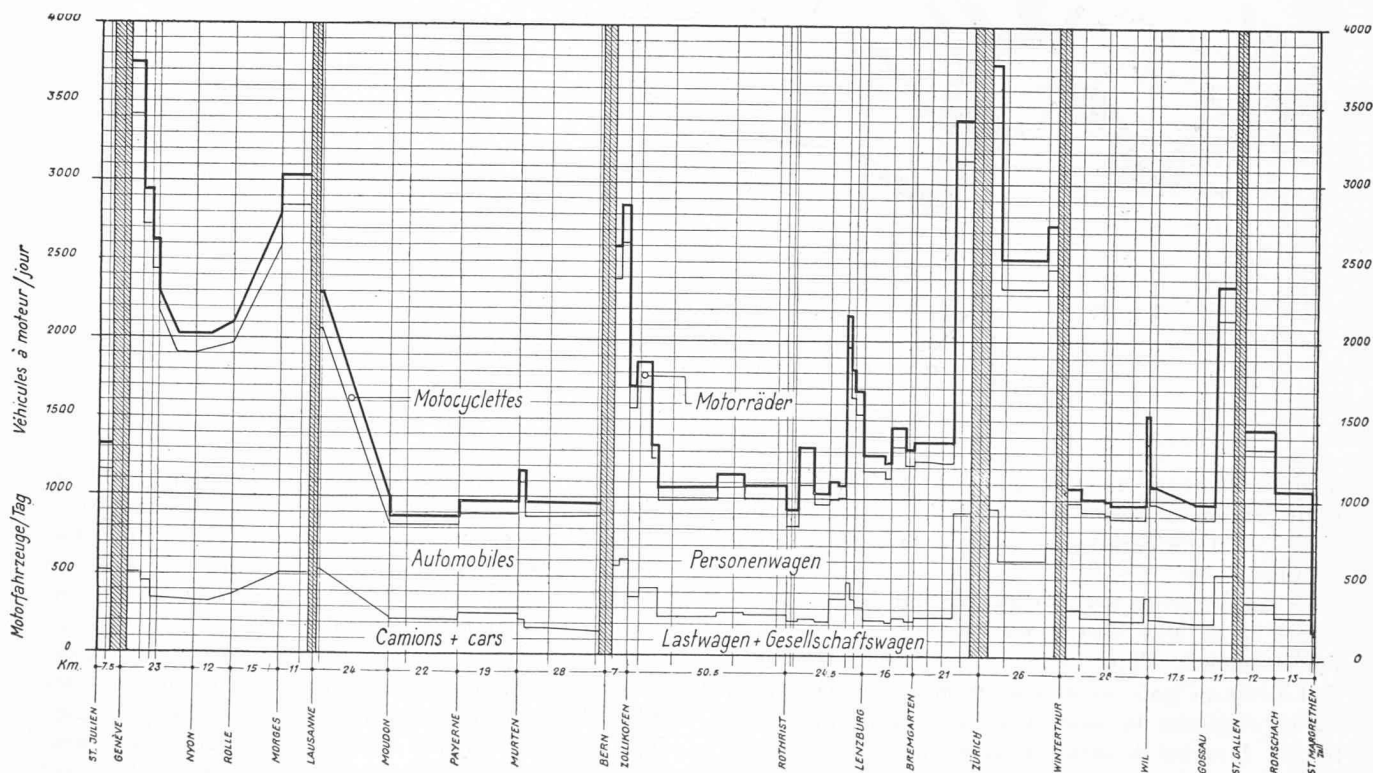 4000
3500
3000
2500
2000
1500
1000
500
0
Véhicules à moteur/jour
Motorfahrzeuge/Tag
4000
3500
3000
2500
2000
1500
1000
500
0
Motocyclettes
Motorräder
Automobiles
Personenwagen
Camions + cars
Lastwagen + Gesellschaftswagen
Km. 7.5 23 12 15 11 24 22 19 28 7 50.5 24.5 16 21 26 28 17.5 11 12 13
ST. JULIEN
GENÈVE
NYON
ROLLE
MORGES
LAUSANNE
MOUDON
PAYERNE
MURTEN
BERN
ZOLLIKOFEN
ROTHRIST
LENZBURG
BREMGARTEN
ZÜRICH
WINTERTHUR
WIL
GOSSAU
ST. GALLEN
RORSCHACH
ST. MARGRETHEN
Zoll